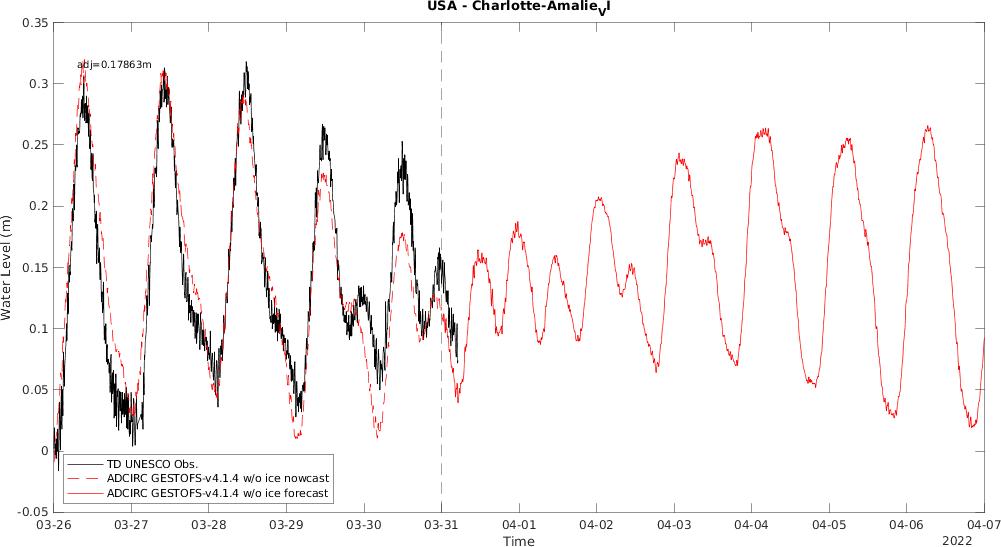 USA - Charlotte-Amalie_VI
0.35
adj=0.17863m
0.3
0.25
0.2
0.15
0.1
0.05
0
-0.05
Water Level (m)
TD UNESCO Obs.
ADCIRC GESTOFS-v4.1.4 w/o ice nowcast
ADCIRC GESTOFS-v4.1.4 w/o ice forecast
03-26 03-27 03-28 03-29 03-30 03-31 04-01 04-02 04-03 04-04 04-05 04-06 04-07
Time
2022